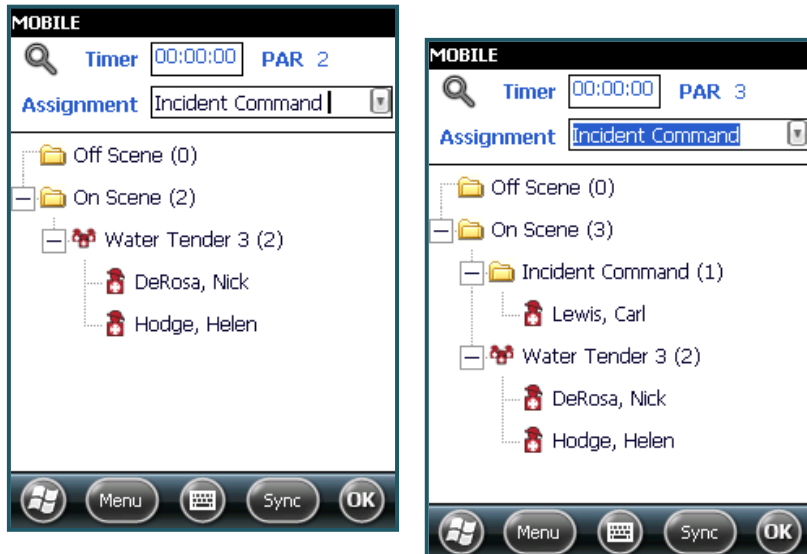 MOBILE
Timer 00:00:00 PAR 2
Assignment Incident Command
Off Scene (0)
On Scene (2)
Water Tender 3 (2)
DeRosa, Nick
Hodge, Helen
Menu Sync OK
MOBILE
Timer 00:00:00 PAR 3
Assignment Incident Command
Off Scene (0)
On Scene (3)
Incident Command (1)
Lewis, Carl
Water Tender 3 (2)
DeRosa, Nick
Hodge, Helen
Menu Sync OK